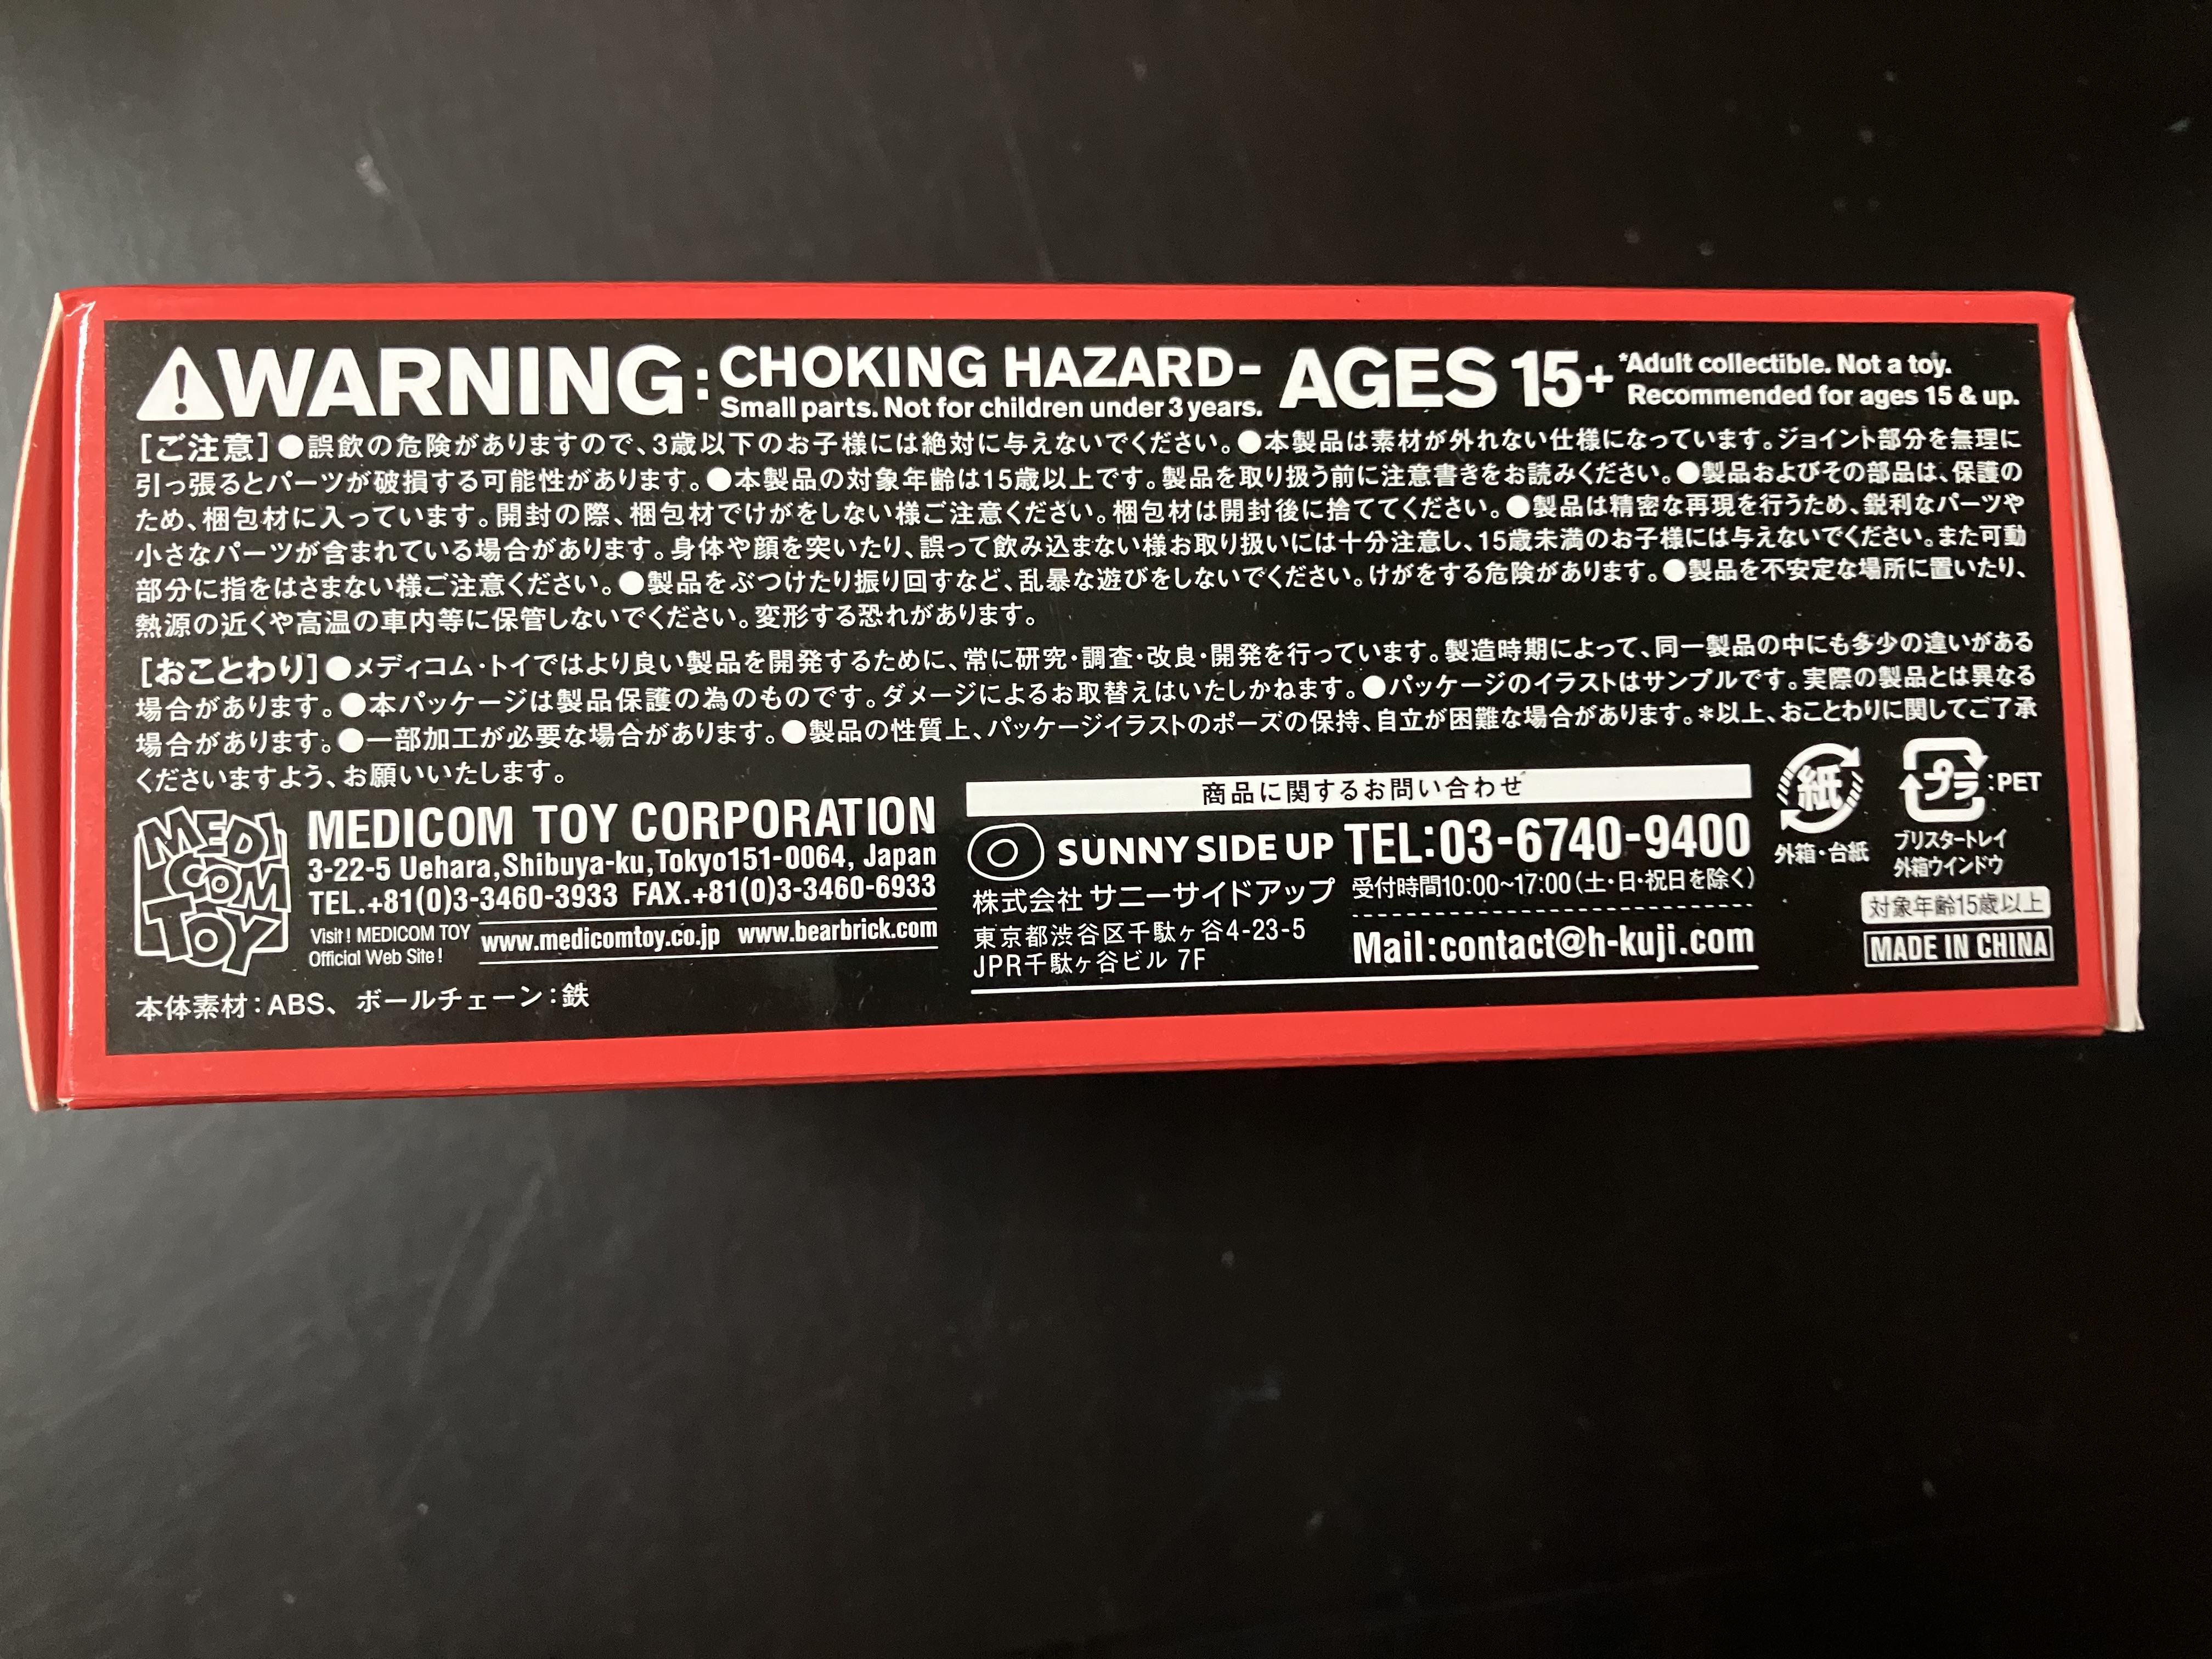 WARNING: CHOKING HAZARD- AGES 15+ *Adult collectible. Not a toy.
Small parts. Not for children under 3 years. Recommended for ages 15 & up.
[ご注意]●誤飲の危険がありますので、3歳以下のお子様には絶対に与えないでください。●本製品は素材が外れない仕様になっています。ジョイント部分を無理に
引っ張るとパーツが破損する可能性があります。●本製品の対象年齢は15歳以上です。製品を取り扱う前に注意書きをお読みください。●製品およびその部品は、保護の
ため、梱包材に入っています。開封の際、梱包材でけがをしない様ご注意ください。梱包材は開封後に捨ててください。●製品は精密な再現を行うため、鋭利なパーツや
小さなパーツが含まれている場合があります。身体や顔を突いたり、誤って飲み込まない様お取り扱いには十分注意し、15歳未満のお子様には与えないでください。また可動
部分に指をはさまない様ご注意ください。●製品をぶつけたり振り回すなど、乱暴な遊びをしないでください。けがをする危険があります。●製品を不安定な場所に置いたり、
熱源の近くや高温の車内等に保管しないでください。変形する恐れがあります。
[おことわり]●メディコム・トイではより良い製品を開発するために、常に研究・調査・改良・開発を行っています。製造時期によって、同一製品の中にも多少の違いがある
場合があります。●本パッケージは製品保護の為のものです。ダメージによるお取替えはいたしかねます。●パッケージのイラストはサンプルです。実際の製品とは異なる
場合があります。●一部加工が必要な場合があります。●製品の性質上、パッケージイラストのポーズの保持、自立が困難な場合があります。*以上、おことわりに関してご了承
くださいますよう、お願いいたします。
MEDI
COM
TOY
MEDICOM TOY CORPORATION
3-22-5 Uehara,Shibuya-ku,Tokyo151-0064, Japan
TEL.+81(0)3-3460-3933 FAX.+81(0)3-3460-6933
Visit! MEDICOM TOY
Official Web Site!
www.medicomtoy.co.jp www.bearbrick.com
本体素材:ABS、ボールチェーン:鉄
商品に関するお問い合わせ
SUNNY SIDE UP
株式会社 サニーサイドアップ
東京都渋谷区千駄ヶ谷4-23-5
JPR千駄ヶ谷ビル 7F
TEL:03-6740-9400
受付時間10:00~17:00(土・日・祝日を除く)
Mail:contact@h-kuji.com
紙
外箱・台紙
プラ:PET
ブリスタートレイ
外箱ウインドウ
対象年齢15歳以上
MADE IN CHINA